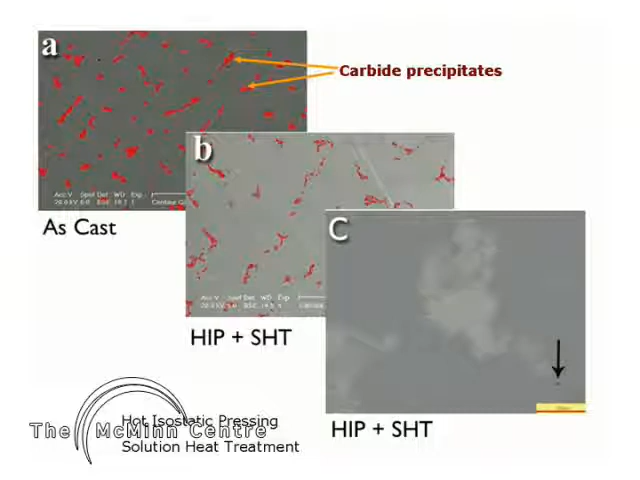 a
Carbide precipitates
b
As Cast
C
HIP + SHT
HIP + SHT
Hot Isostatic Pressing
The McMinn Centre
Solution Heat Treatment